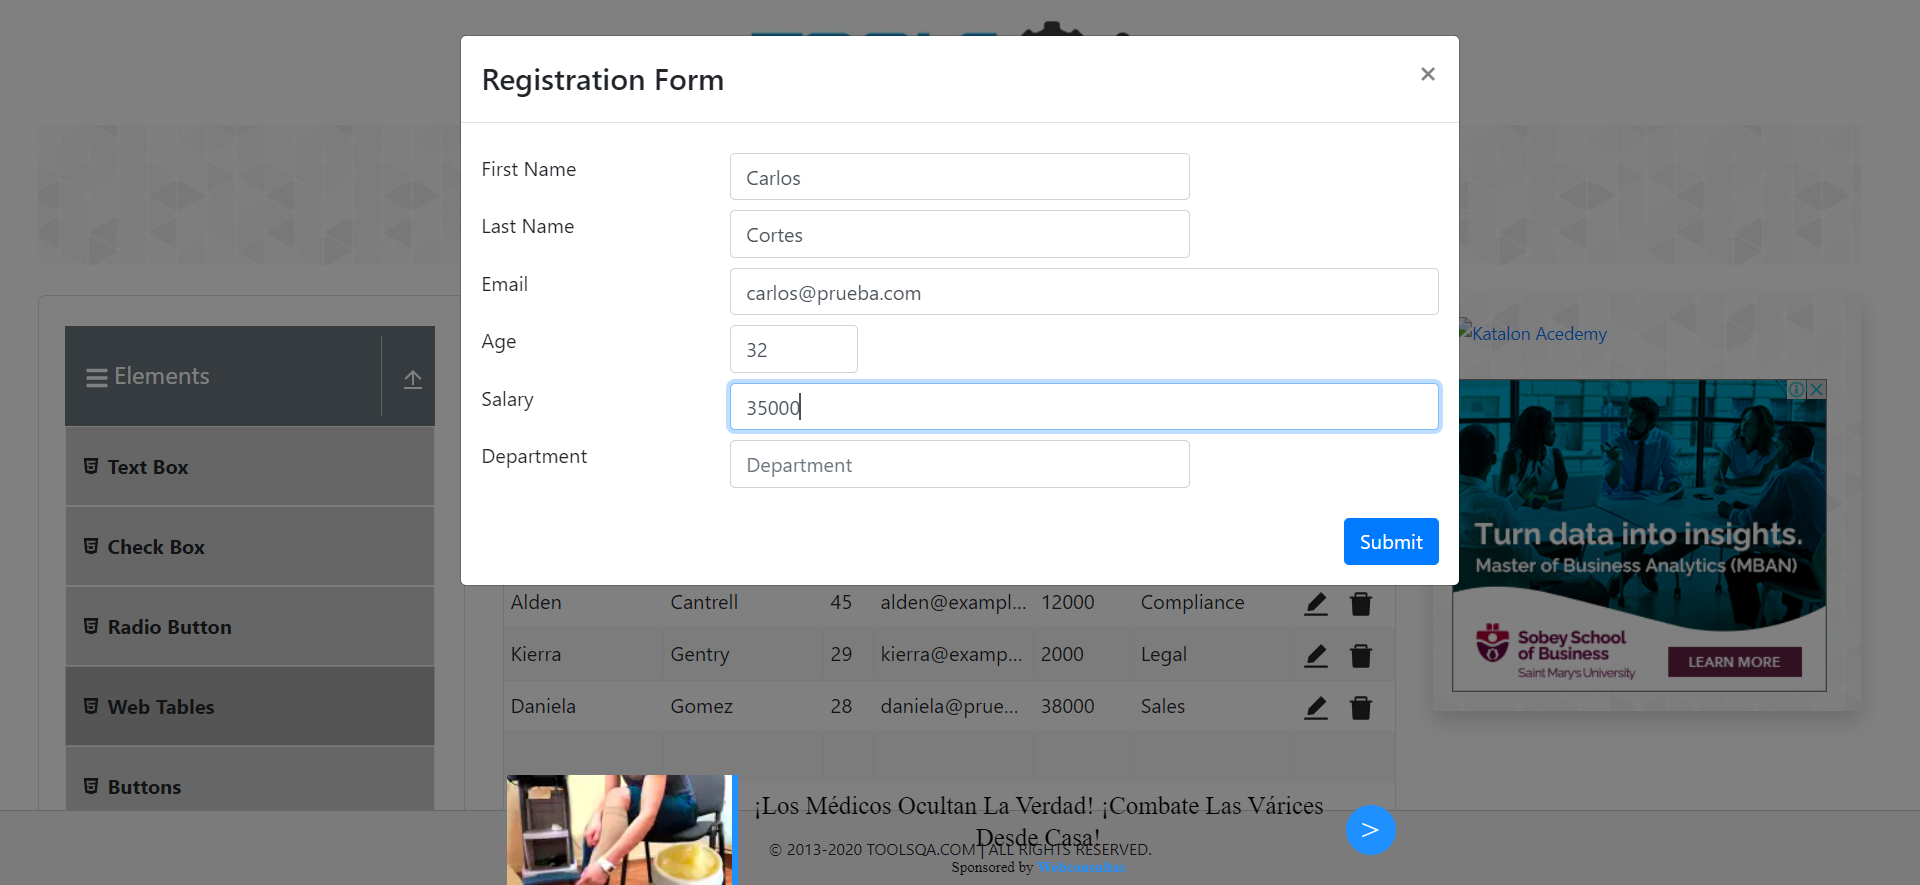 Registration Form
×
First Name
Carlos
Last Name
Cortes
Email
carlos@prueba.com
Age
32
Salary
35000
Department
Department
Submit
Elements
Text Box
Check Box
Radio Button
Web Tables
Buttons
Alden Cantrell 45 alden@exampl... 12000 Compliance
Kierra Gentry 29 kierra@examp... 2000 Legal
Daniela Gomez 28 daniela@prue... 38000 Sales
Katalon Acedemy
Turn data into insights.
Master of Business Analytics (MBAN)
Sobey School
of Business
Saint Mary's University
LEARN MORE
¡Los Médicos Ocultan La Verdad! ¡Combate Las Várices
Desde Casa!
>
© 2013-2020 TOOLSQA.COM | ALL RIGHTS RESERVED.
Sponsored by